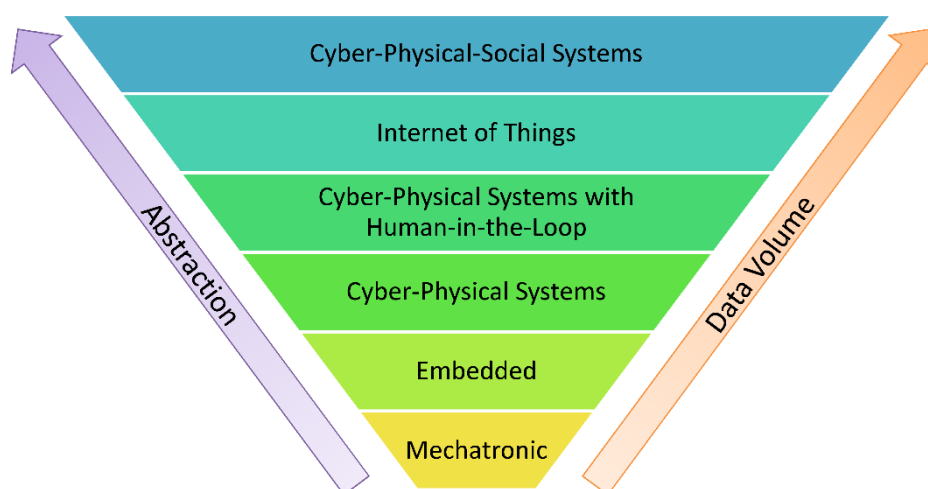 Cyber-Physical-Social Systems
Internet of Things
Cyber-Physical Systems with
Human-in-the-Loop
Cyber-Physical Systems
Embedded
Mechatronic
Abstraction
Data Volume